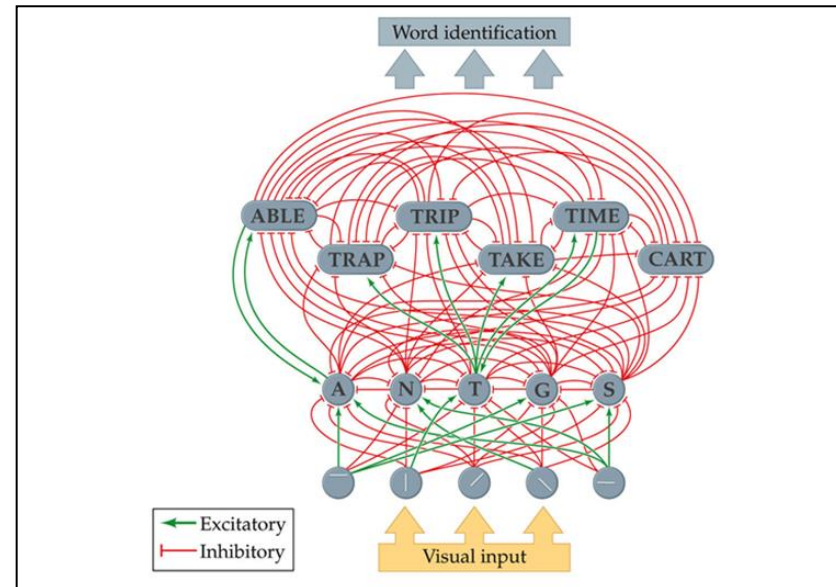 Word identification
ABLE
TRIP
TIME
TRAP
TAKE
CART
A
N
T
G
S
Excitatory
Inhibitory
Visual input